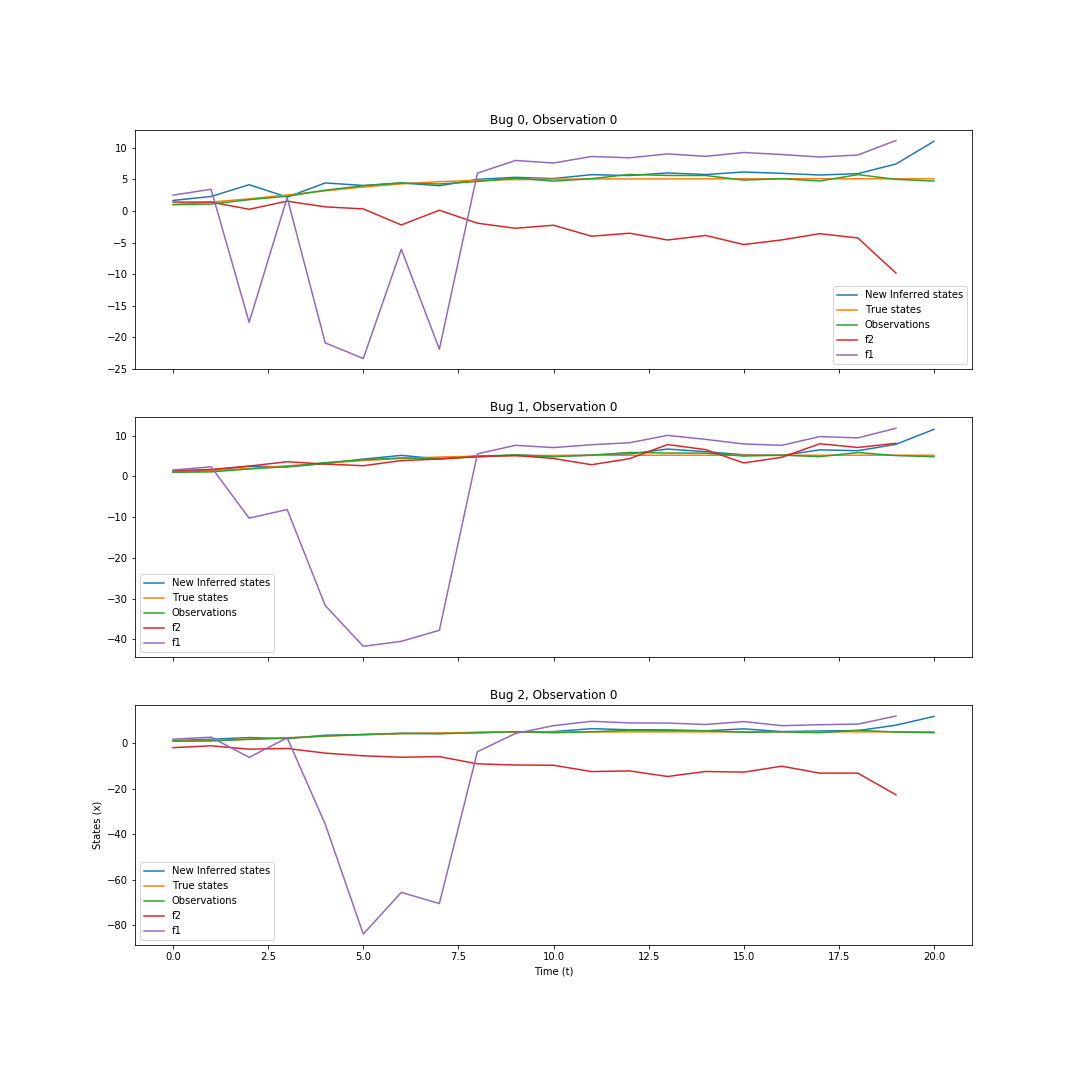 Bug 0, Observation 0
10
5
0
−5
−10
−15
−20
−25
New Inferred states
True states
Observations
f2
f1
Bug 1, Observation 0
10
0
−10
−20
−30
−40
New Inferred states
True states
Observations
f2
f1
Bug 2, Observation 0
0
−20
−40
−60
−80
States (x)
New Inferred states
True states
Observations
f2
f1
0.0 2.5 5.0 7.5 10.0 12.5 15.0 17.5 20.0
Time (t)